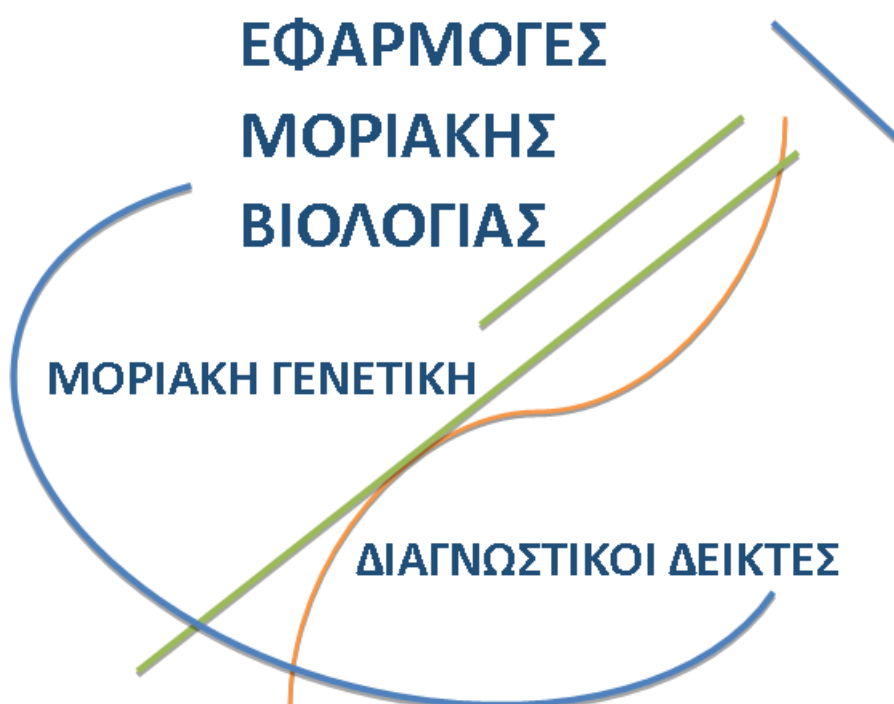 ΕΦΑΡΜΟΓΕΣ
ΜΟΡΙΑΚΗΣ
ΒΙΟΛΟΓΙΑΣ
ΜΟΡΙΑΚΗ ΓΕΝΕΤΙΚΗ
ΔΙΑΓΝΩΣΤΙΚΟΙ ΔΕΙΚΤΕΣ